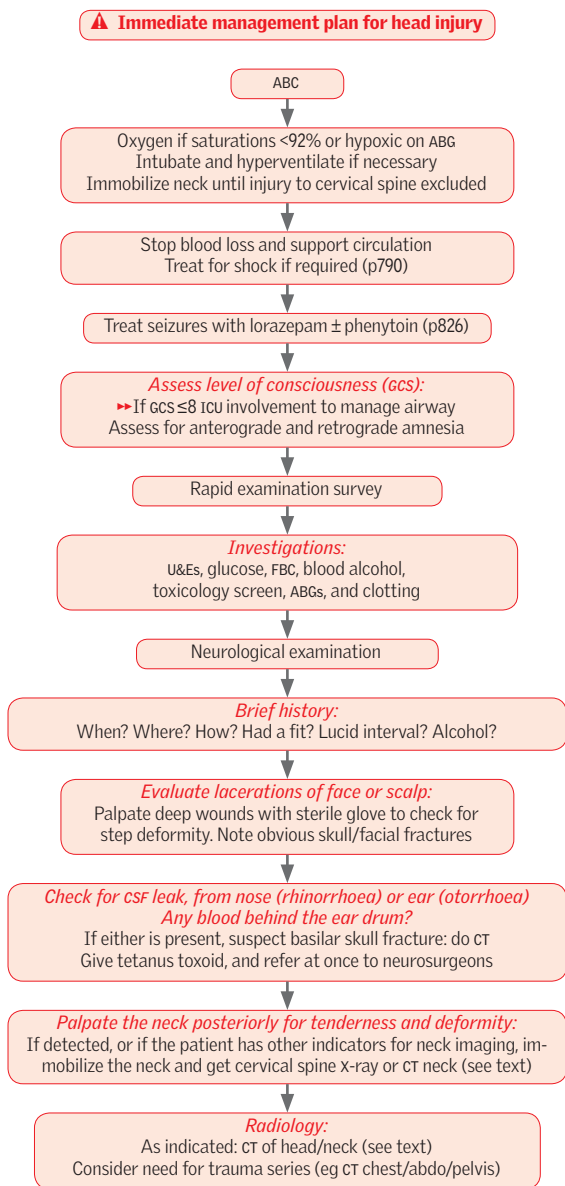 Immediate management plan for head injury
ABC
Oxygen if saturations <92% or hypoxic on ABG
Intubate and hyperventilate if necessary
Immobilize neck until injury to cervical spine excluded
Stop blood loss and support circulation
Treat for shock if required (p790)
Treat seizures with lorazepam ± phenytoin (p826)
Assess level of consciousness (GCS):
▸▸If GCS ≤8 ICU involvement to manage airway
Assess for anterograde and retrograde amnesia
Rapid examination survey
Investigations:
U&Es, glucose, FBC, blood alcohol,
toxicology screen, ABGs, and clotting
Neurological examination
Brief history:
When? Where? How? Had a fit? Lucid interval? Alcohol?
Evaluate lacerations of face or scalp:
Palpate deep wounds with sterile glove to check for
step deformity. Note obvious skull/facial fractures
Check for CSF leak, from nose (rhinorrhoea) or ear (otorrhoea)
Any blood behind the ear drum?
If either is present, suspect basilar skull fracture: do CT
Give tetanus toxoid, and refer at once to neurosurgeons
Palpate the neck posteriorly for tenderness and deformity:
If detected, or if the patient has other indicators for neck imaging, im-
mobilize the neck and get cervical spine X-ray or CT neck (see text)
Radiology:
As indicated: CT of head/neck (see text)
Consider need for trauma series (eg CT chest/abdo/pelvis)